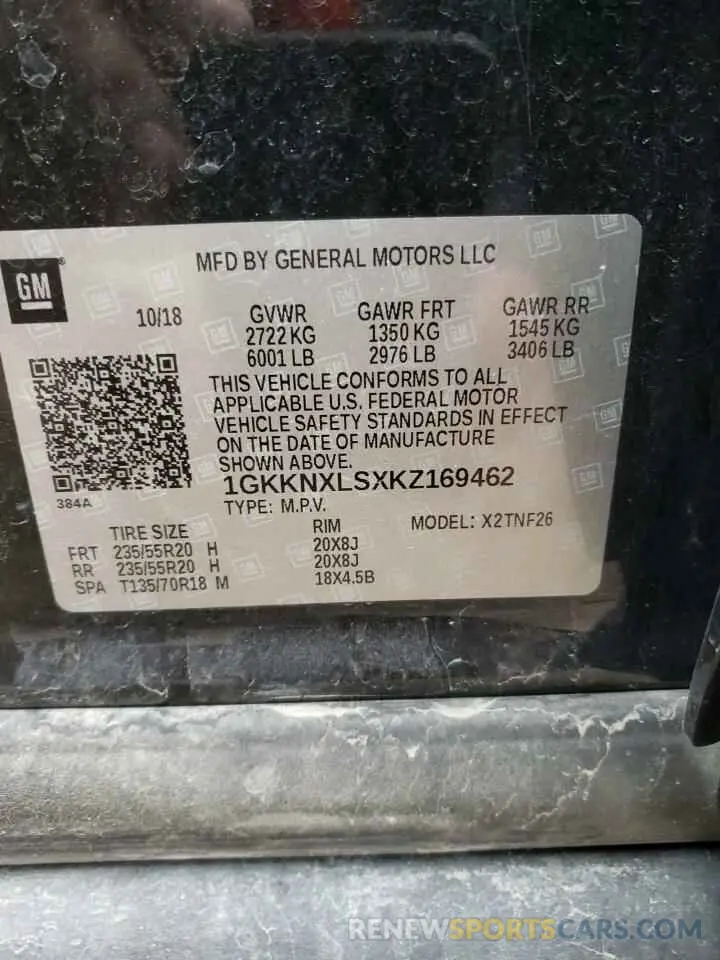 MFD BY GENERAL MOTORS LLC
GM
10/18
GVWR GAWR FRT GAWR RR
2722 KG 1350 KG 1545 KG
6001 LB 2976 LB 3406 LB
THIS VEHICLE CONFORMS TO ALL
APPLICABLE U.S. FEDERAL MOTOR
VEHICLE SAFETY STANDARDS IN EFFECT
ON THE DATE OF MANUFACTURE
SHOWN ABOVE.
384A
1GKKNXLSXKZ169462
TYPE: M.P.V.
TIRE SIZE RIM MODEL: X2TNF26
FRT 235/55R20 H 20X8J
RR 235/55R20 H 20X8J
SPA T135/70R18 M 18X4.5B
RENEWSPORTSCARS.COM